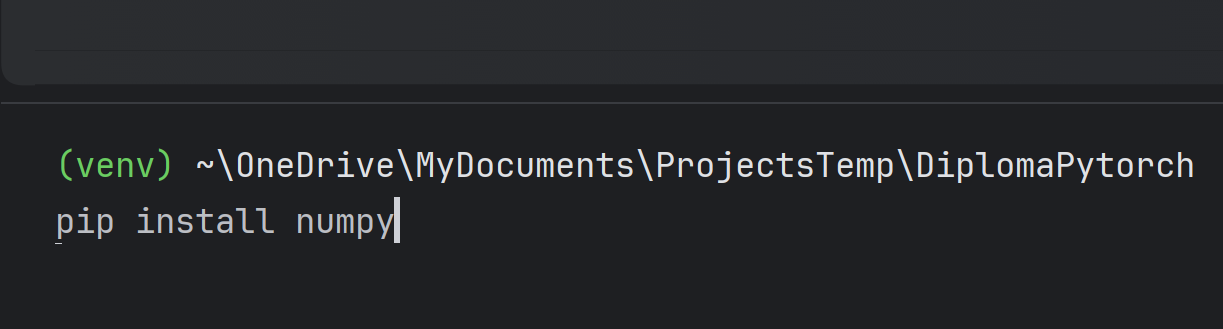 (venv) ~\OneDrive\MyDocuments\ProjectsTemp\DiplomaPytorch
pip install numpy